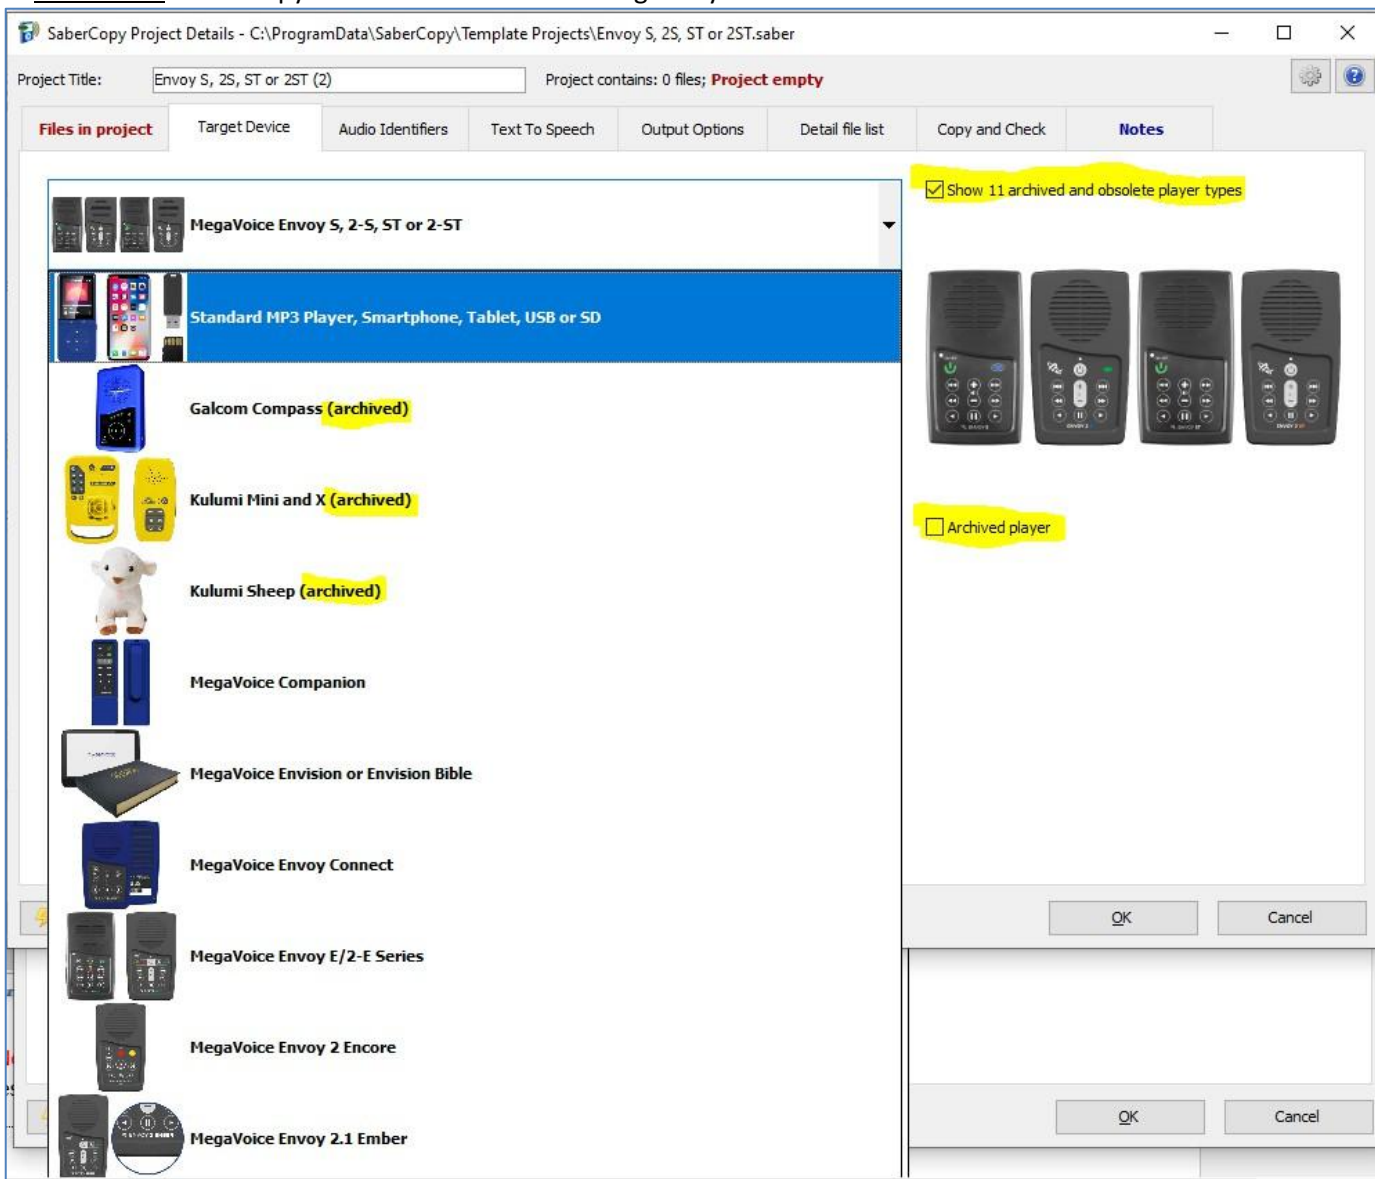 SaberCopy Project Details - C:\ProgramData\SaberCopy\Template Projects\Envoy S, 2S, ST or 2ST.saber
Project Title: Envoy S, 2S, ST or 2ST (2) Project contains: 0 files; Project empty
Files in project Target Device Audio Identifiers Text To Speech Output Options Detail file list Copy and Check Notes
Show 11 archived and obsolete player types
MegaVoice Envoy S, 2-S, ST or 2-ST
Standard MP3 Player, Smartphone, Tablet, USB or SD
Galcom Compass (archived)
Kulumi Mini and X (archived)
Archived player
Kulumi Sheep (archived)
MegaVoice Companion
MegaVoice Envision or Envision Bible
MegaVoice Envoy Connect
OK Cancel
MegaVoice Envoy E/2-E Series
MegaVoice Envoy 2 Encore
OK Cancel
MegaVoice Envoy 2.1 Ember